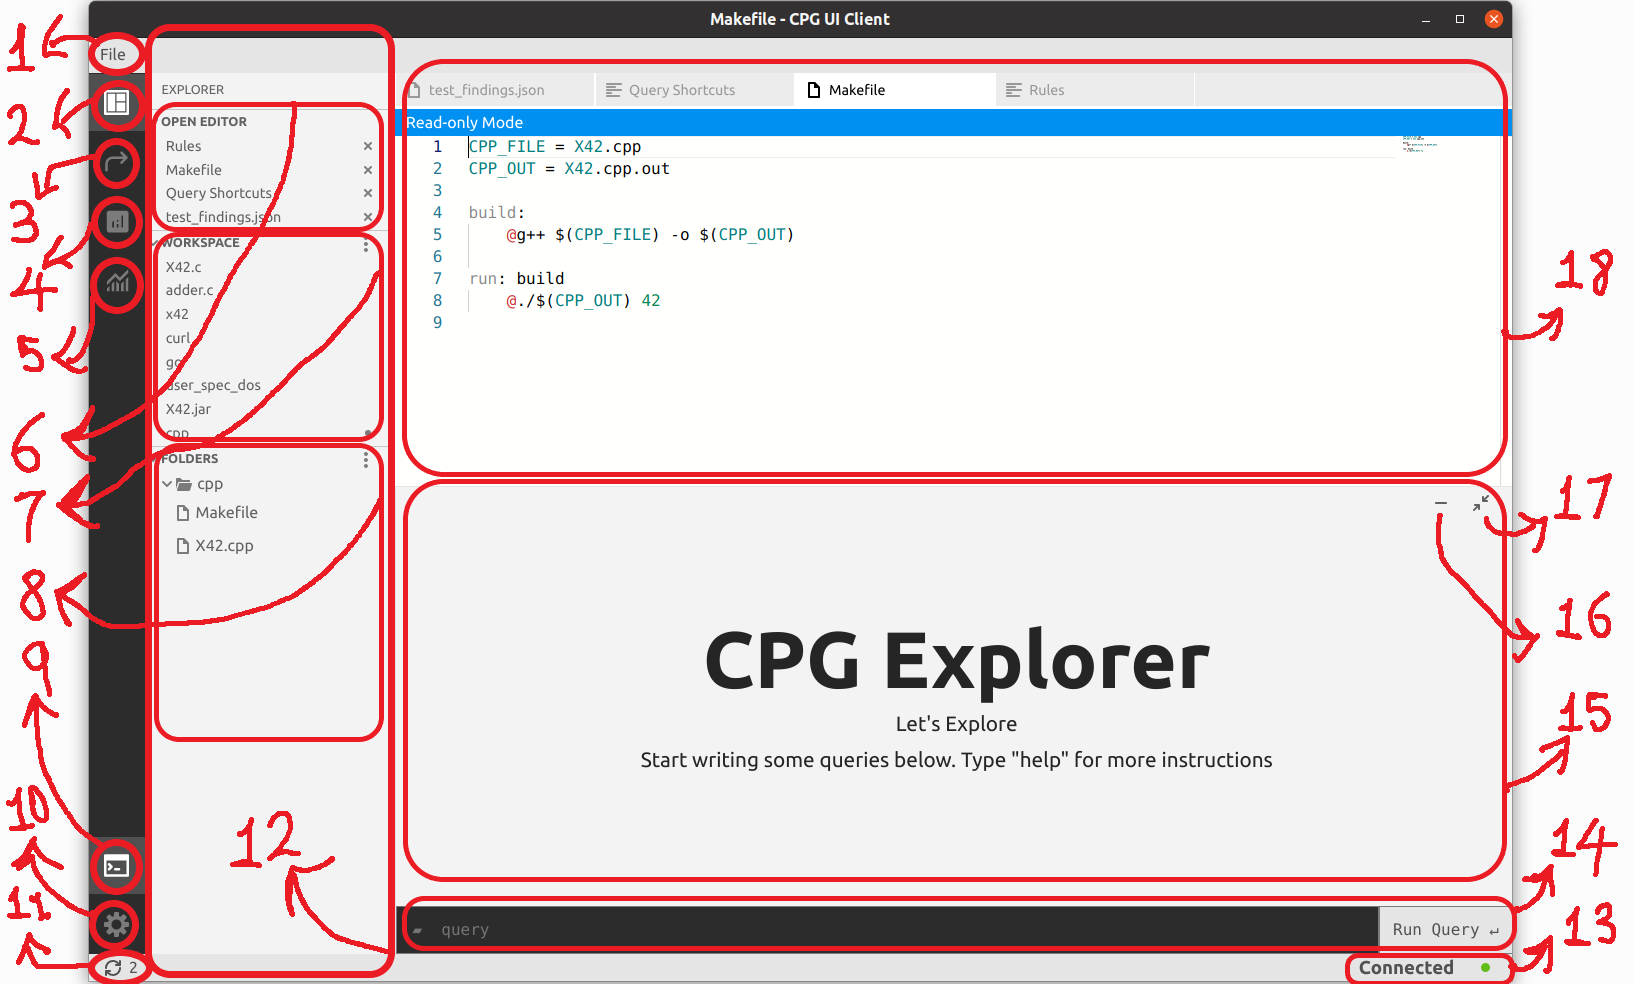 Makefile - CPG UI Client
1
File
EXPLORER
test_findings.json
Query Shortcuts
Makefile
Rules
2
OPEN EDITOR
Read-only Mode
Rules
Makefile
Query Shortcuts
test_findings.json
1 CPP_FILE = X42.cpp
2 CPP_OUT = X42.cpp.out
3
4 build:
5 @g++ $(CPP_FILE) -o $(CPP_OUT)
6
7 run: build
8 @./$(CPP_OUT) 42
9
3
4
5
WORKSPACE
X42.c
adder.c
x42
curl
go
user_spec_dos
X42.jar
cpp
18
6
7
8
FOLDERS
cpp
Makefile
X42.cpp
17
16
CPG Explorer
Let's Explore
Start writing some queries below. Type "help" for more instructions
15
9
10
11
12
14
query
Run Query ↵
13
2
Connected